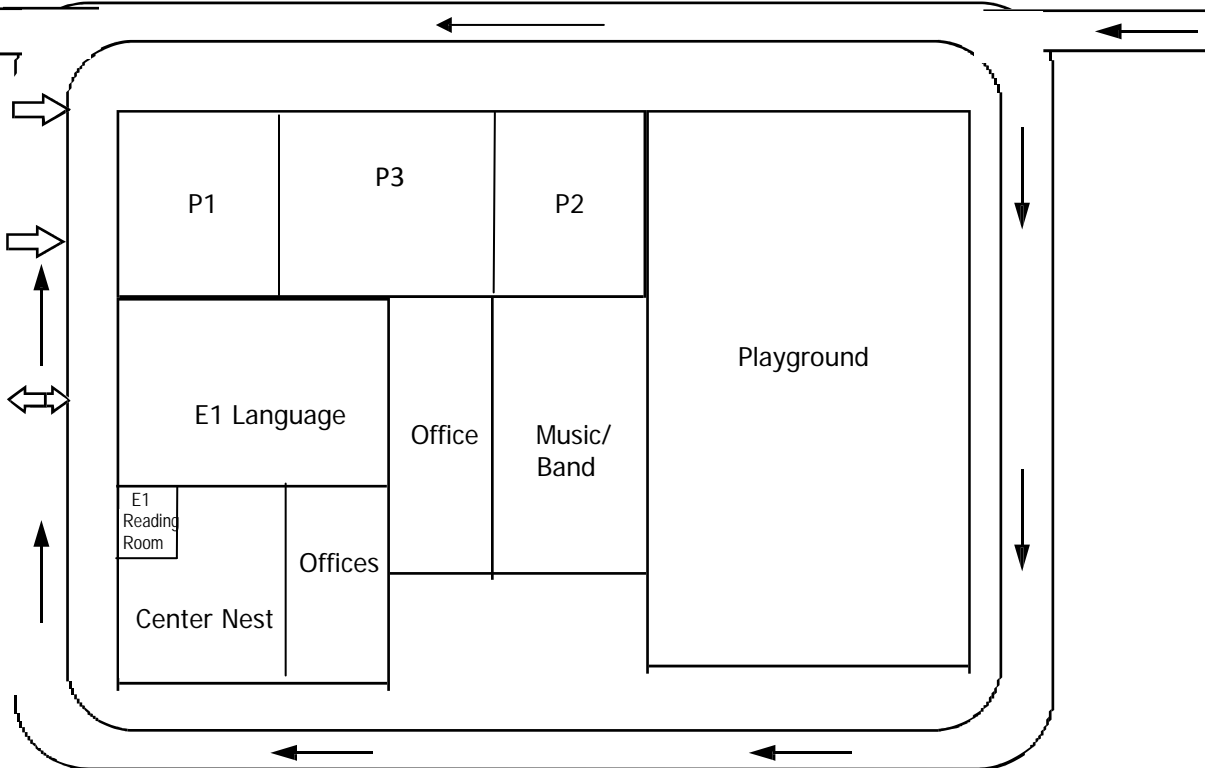 P1
P3
P2
Playground
E1 Language
Office
Music/
Band
E1
Reading
Room
Offices
Center Nest